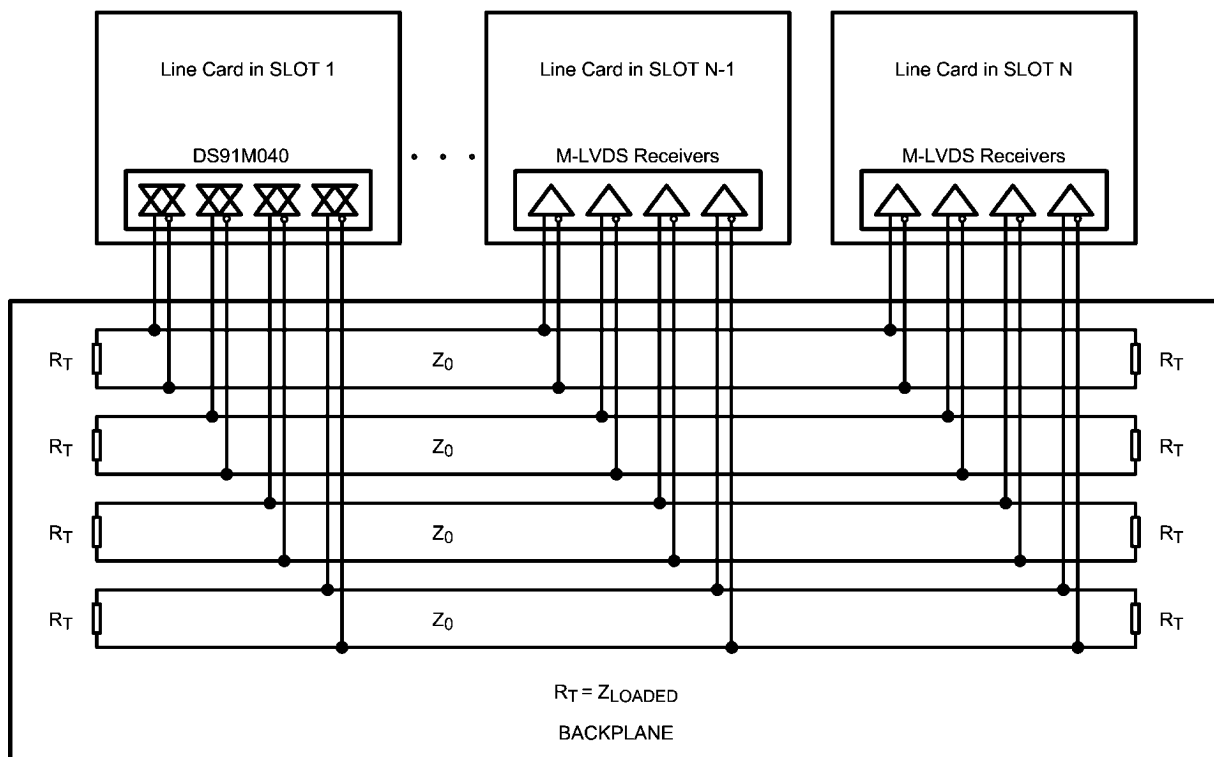 Line Card in SLOT 1
Line Card in SLOT N-1
Line Card in SLOT N
DS91M040
M-LVDS Receivers
M-LVDS Receivers
RT Z0 RT
RT Z0 RT
RT Z0 RT
RT Z0 RT
RT = ZLOADED
BACKPLANE